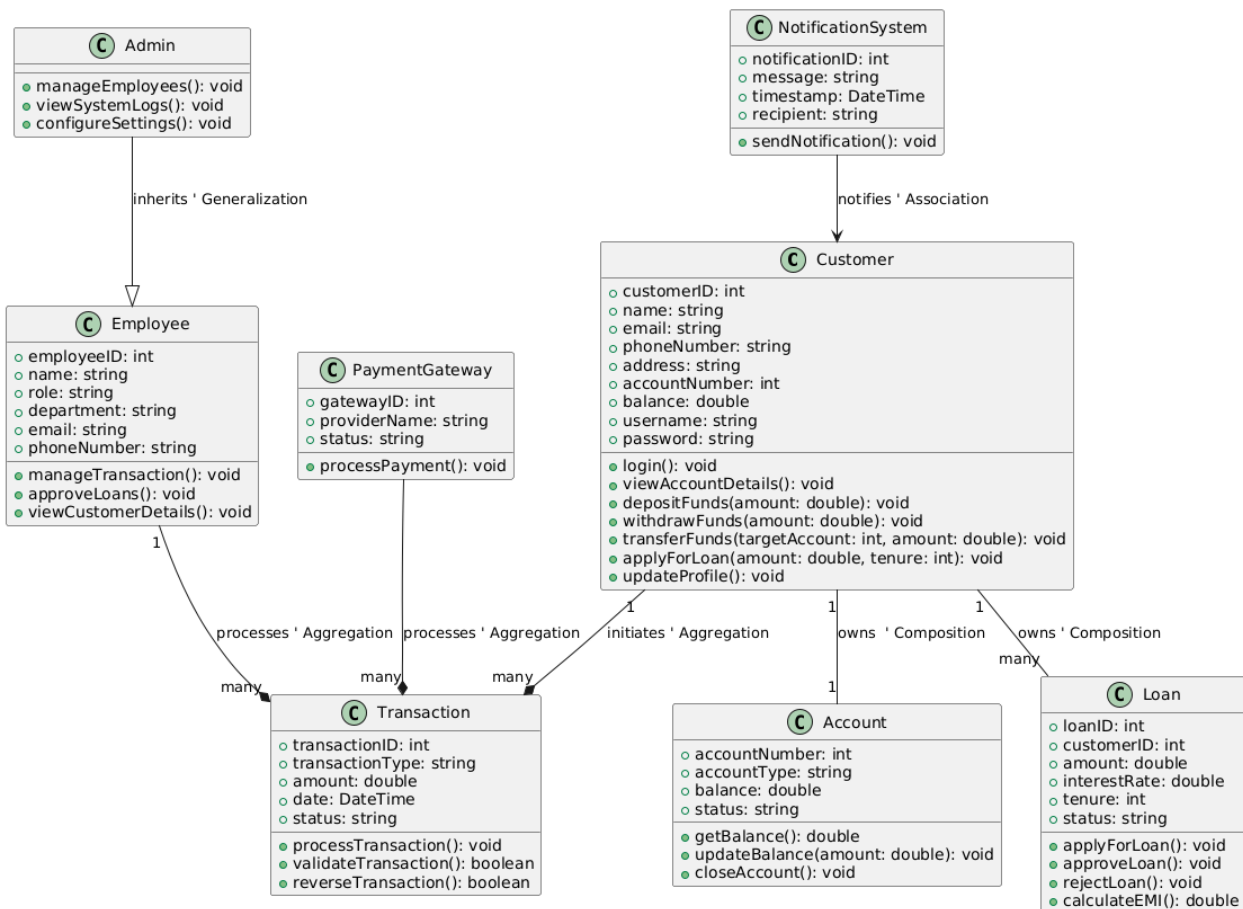 C Admin
manageEmployees(): void
viewSystemLogs(): void
configureSettings(): void
C NotificationSystem
notificationID: int
message: string
timestamp: DateTime
recipient: string
sendNotification(): void
inherits ' Generalization
notifies ' Association
C Employee
employeeID: int
name: string
role: string
department: string
email: string
phoneNumber: string
manageTransaction(): void
approveLoans(): void
viewCustomerDetails(): void
C PaymentGateway
gatewayID: int
providerName: string
status: string
processPayment(): void
C Customer
customerID: int
name: string
email: string
phoneNumber: string
address: string
accountNumber: int
balance: double
username: string
password: string
login(): void
viewAccountDetails(): void
depositFunds(amount: double): void
withdrawFunds(amount: double): void
transferFunds(targetAccount: int, amount: double): void
applyForLoan(amount: double, tenure: int): void
updateProfile(): void
1
processes ' Aggregation
many
processes ' Aggregation
many
1
initiates ' Aggregation
many
1
owns  ' Composition
1
1
owns ' Composition
many
C Transaction
transactionID: int
transactionType: string
amount: double
date: DateTime
status: string
processTransaction(): void
validateTransaction(): boolean
reverseTransaction(): boolean
C Account
accountNumber: int
accountType: string
balance: double
status: string
getBalance(): double
updateBalance(amount: double): void
closeAccount(): void
C Loan
loanID: int
customerID: int
amount: double
interestRate: double
tenure: int
status: string
applyForLoan(): void
approveLoan(): void
rejectLoan(): void
calculateEMI(): double